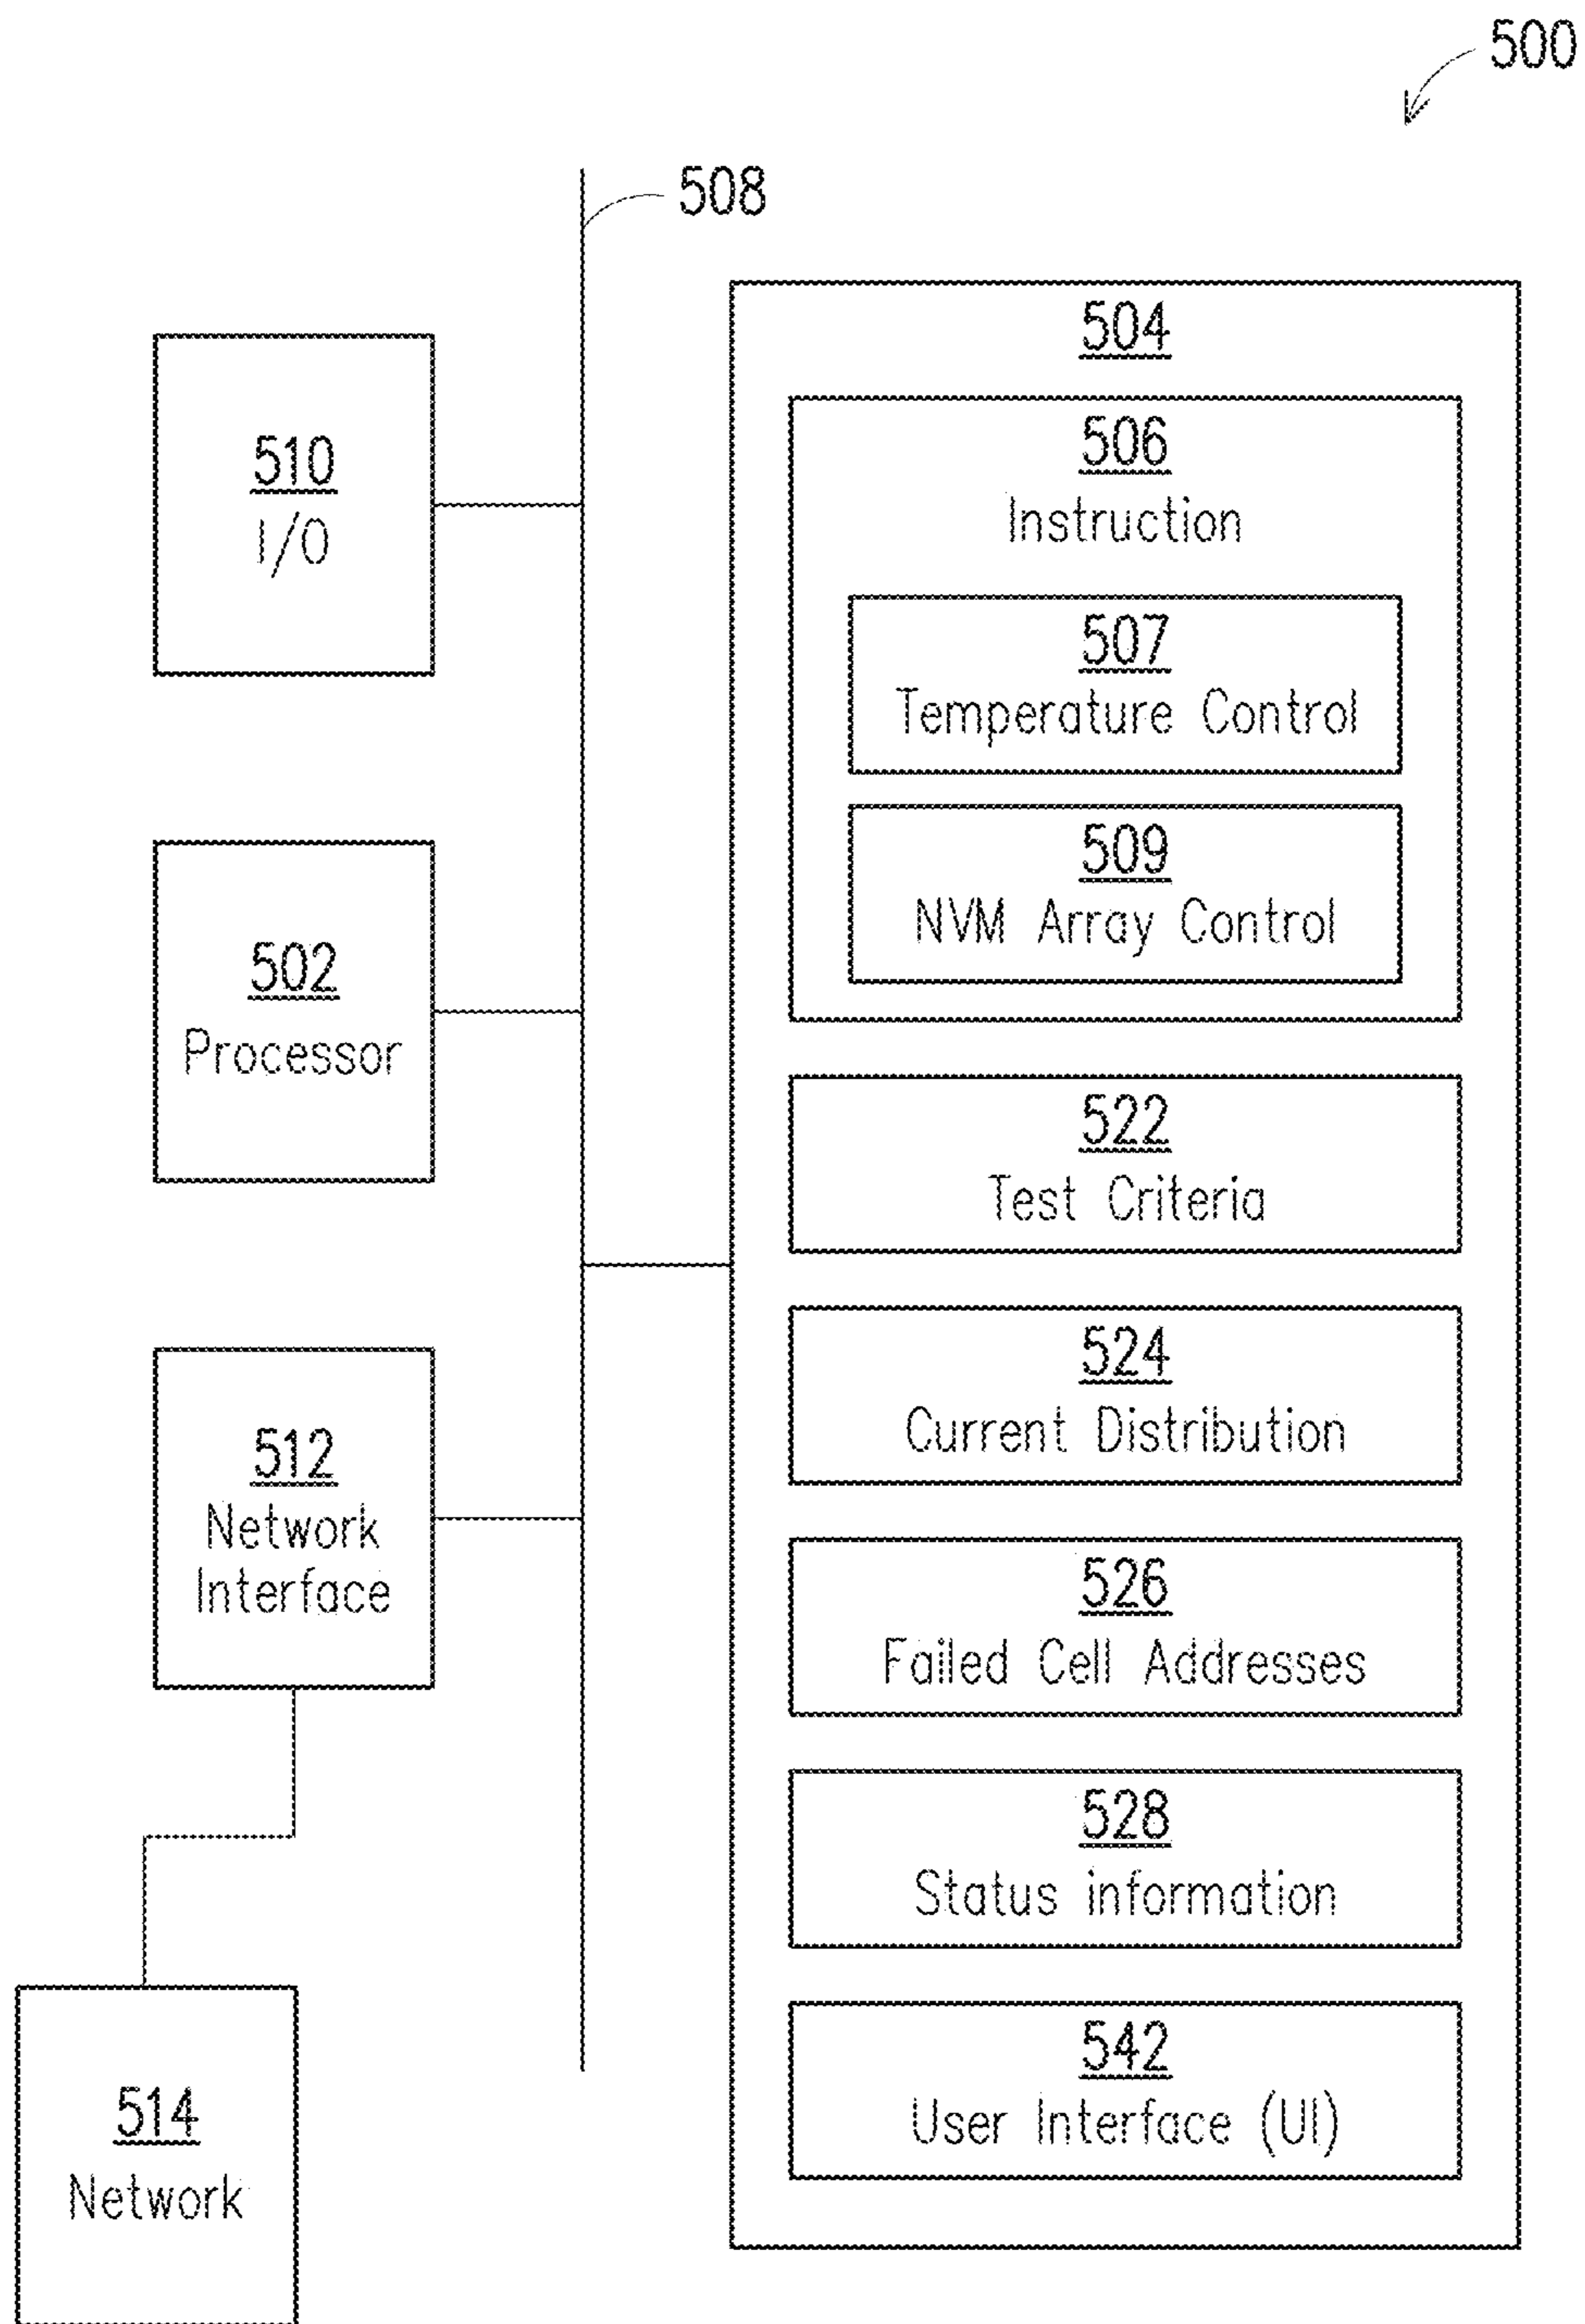 500
508
504
510
I/O
506
Instruction
507
Temperature Control
509
NVM Array Control
502
Processor
522
Test Criteria
524
Current Distribution
512
Network
Interface
526
Failed Cell Addresses
528
Status information
542
User Interface (UI)
514
Network